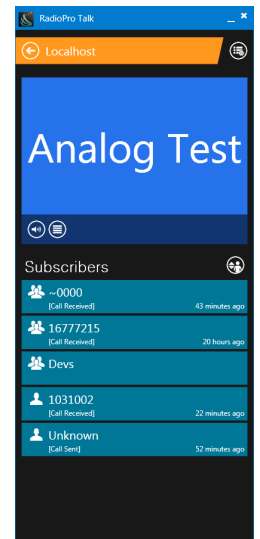 RadioPro Talk
Localhost
Analog Test
Subscribers
~0000
[Call Received] 43 minutes ago
16777215
[Call Received] 20 hours ago
Devs
1031002
[Call Received] 22 minutes ago
Unknown
[Call Sent] 52 minutes ago